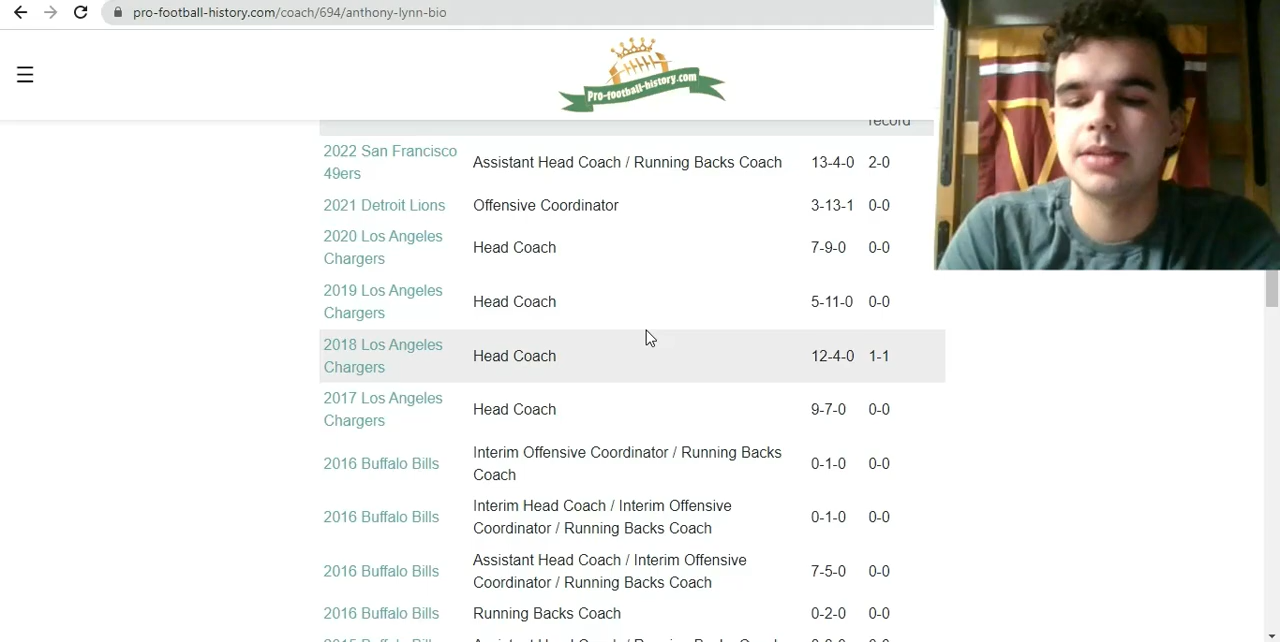 pro-football-history.com/coach/694/anthony-lynn-bio
Pro-football-history.com
record
2022 San Francisco
49ers
Assistant Head Coach / Running Backs Coach
13-4-0
2-0
2021 Detroit Lions
Offensive Coordinator
3-13-1
0-0
2020 Los Angeles
Chargers
Head Coach
7-9-0
0-0
2019 Los Angeles
Chargers
Head Coach
5-11-0
0-0
2018 Los Angeles
Chargers
Head Coach
12-4-0
1-1
2017 Los Angeles
Chargers
Head Coach
9-7-0
0-0
2016 Buffalo Bills
Interim Offensive Coordinator / Running Backs
Coach
0-1-0
0-0
2016 Buffalo Bills
Interim Head Coach / Interim Offensive
Coordinator / Running Backs Coach
0-1-0
0-0
2016 Buffalo Bills
Assistant Head Coach / Interim Offensive
Coordinator / Running Backs Coach
7-5-0
0-0
2016 Buffalo Bills
Running Backs Coach
0-2-0
0-0